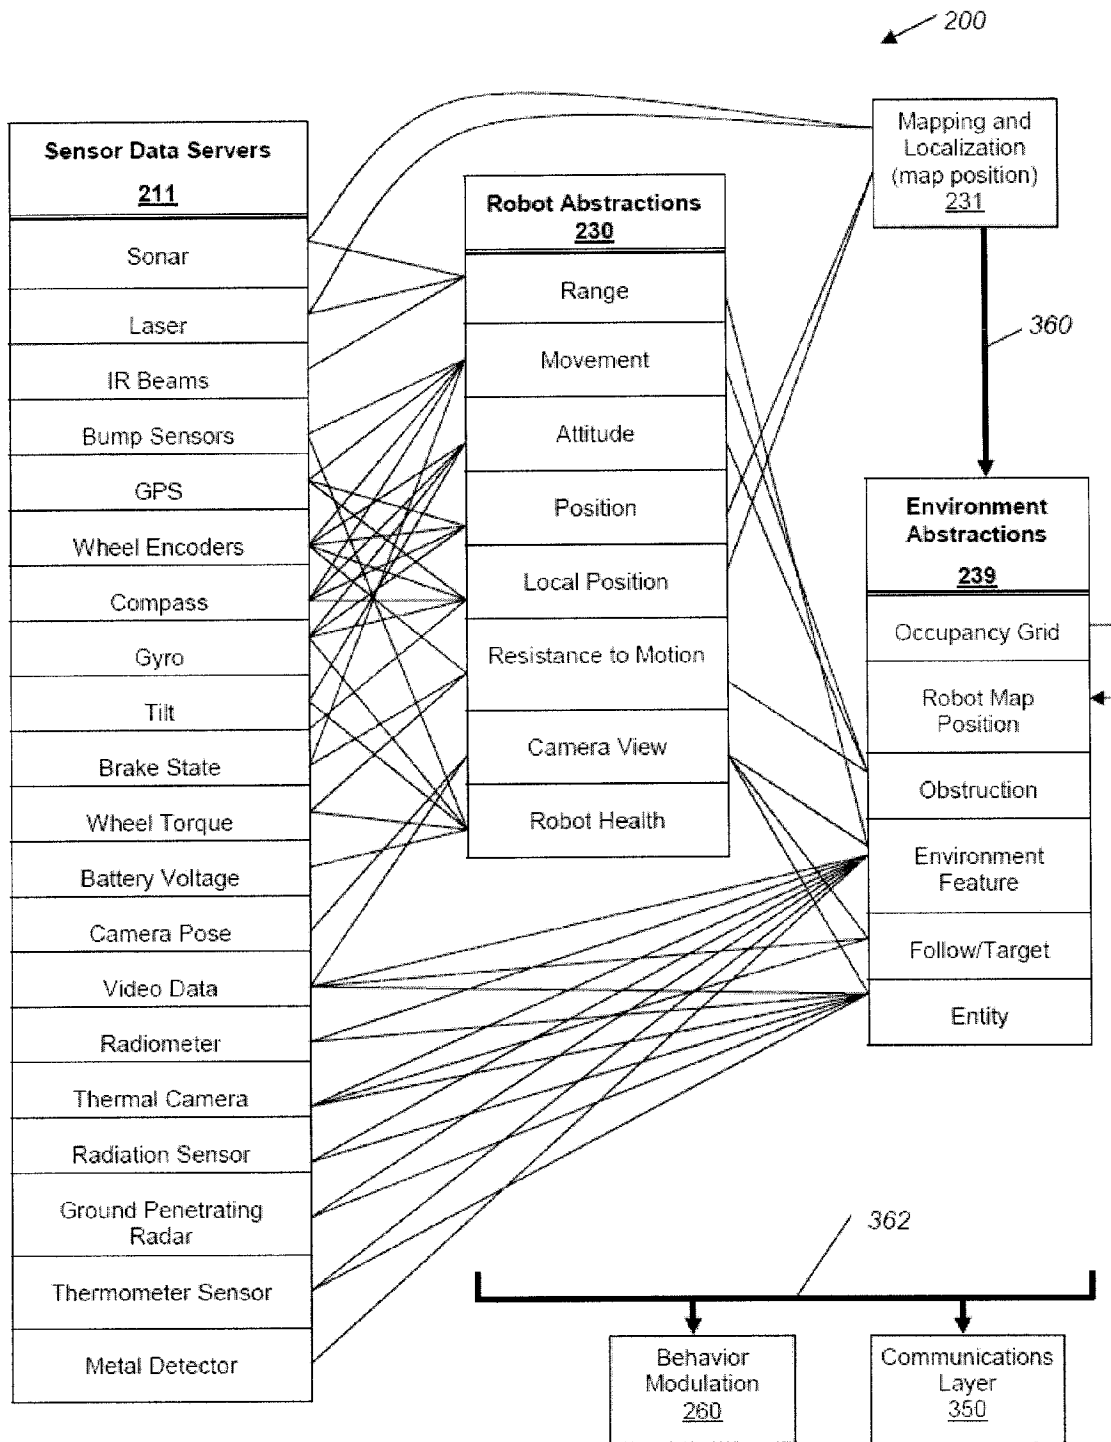 200
Sensor Data Servers
211
Sonar
Laser
IR Beams
Bump Sensors
GPS
Wheel Encoders
Compass
Gyro
Tilt
Brake State
Wheel Torque
Battery Voltage
Camera Pose
Video Data
Radiometer
Thermal Camera
Radiation Sensor
Ground Penetrating
Radar
Thermometer Sensor
Metal Detector
Robot Abstractions
230
Range
Movement
Attitude
Position
Local Position
Resistance to Motion
Camera View
Robot Health
Mapping and
Localization
(map position)
231
360
Environment
Abstractions
239
Occupancy Grid
Robot Map
Position
Obstruction
Environment
Feature
Follow/Target
Entity
362
Behavior
Modulation
260
Communications
Layer
350